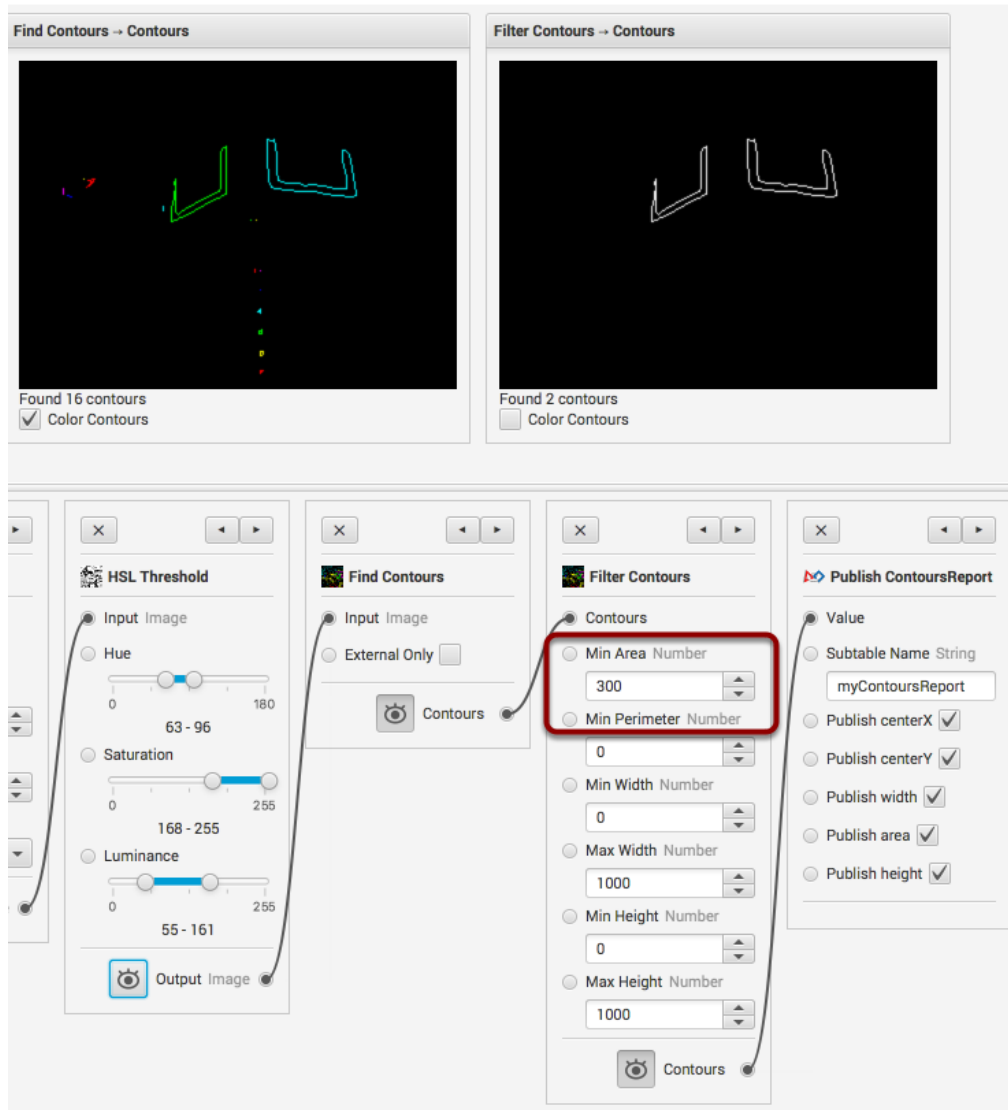 Find Contours → Contours
Found 16 contours
Color Contours
Filter Contours → Contours
Found 2 contours
Color Contours
HSL Threshold
Input Image
Hue
0 180
63 - 96
Saturation
0 255
168 - 255
Luminance
0 255
55 - 161
Output Image
Find Contours
Input Image
External Only
Contours
Filter Contours
Contours
Min Area Number
300
Min Perimeter Number
0
Min Width Number
0
Max Width Number
1000
Min Height Number
0
Max Height Number
1000
Contours
Publish ContoursReport
Value
Subtable Name String
myContoursReport
Publish centerX
Publish centerY
Publish width
Publish area
Publish height